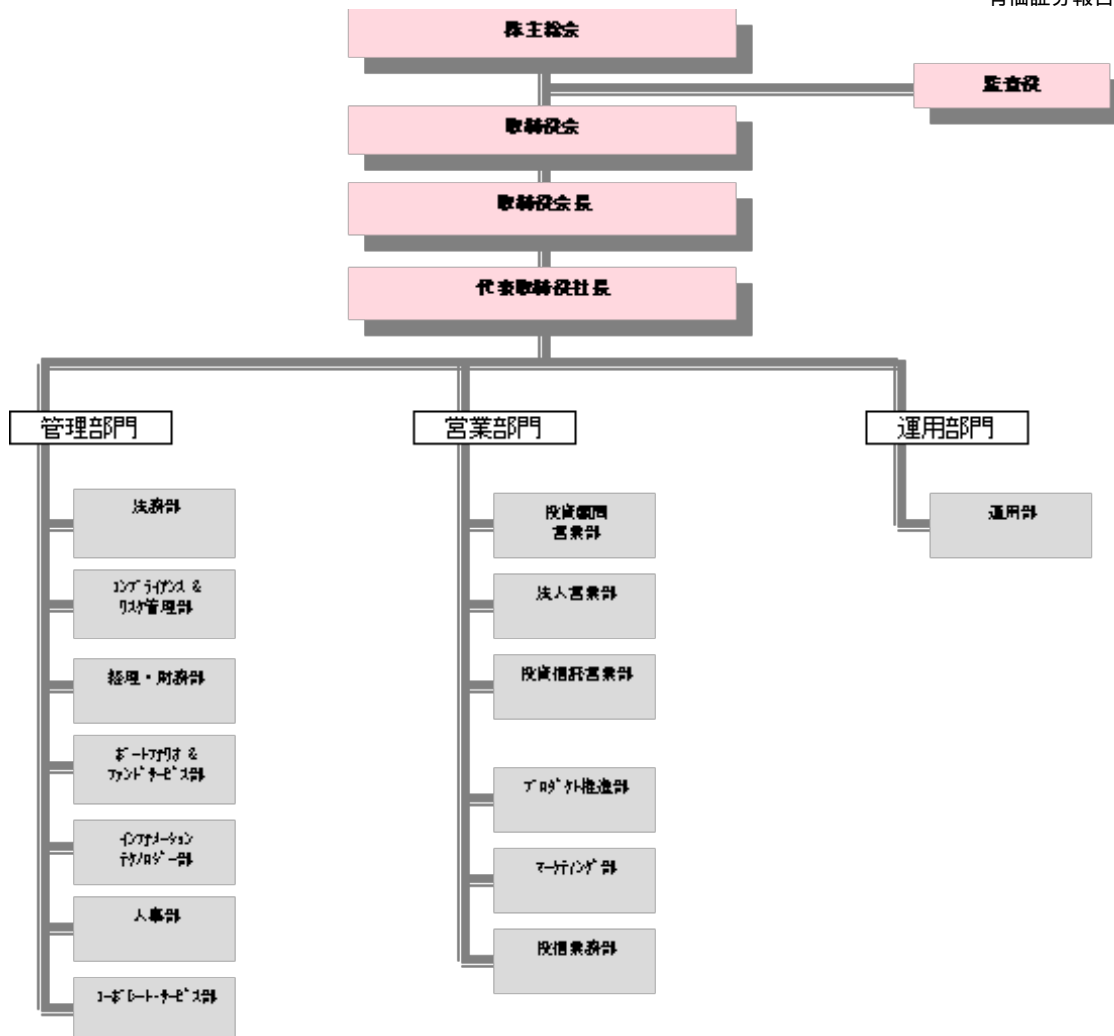 有価証券報告
株主総会
監査役
取締役会
取締役会長
代表取締役社長
管理部門
営業部門
運用部門
法務部
ｺﾝﾌﾟﾗｲｱﾝｽ &
ﾘｽｸ管理部
経理・財務部
ﾎﾟｰﾄﾌｫﾘｵ &
ﾌｧﾝﾄﾞｻｰﾋﾞｽ部
ｲﾝﾌｫﾒｰｼｮﾝ
ﾃｸﾉﾛｼﾞｰ部
人事部
ｺｰﾎﾟﾚｰﾄ･ｻｰﾋﾞｽ部
投資顧問
営業部
法人営業部
投資信託営業部
ﾌﾟﾛﾀﾞｸﾄ推進部
ﾏｰｹﾃｨﾝｸﾞ部
投信業務部
運用部